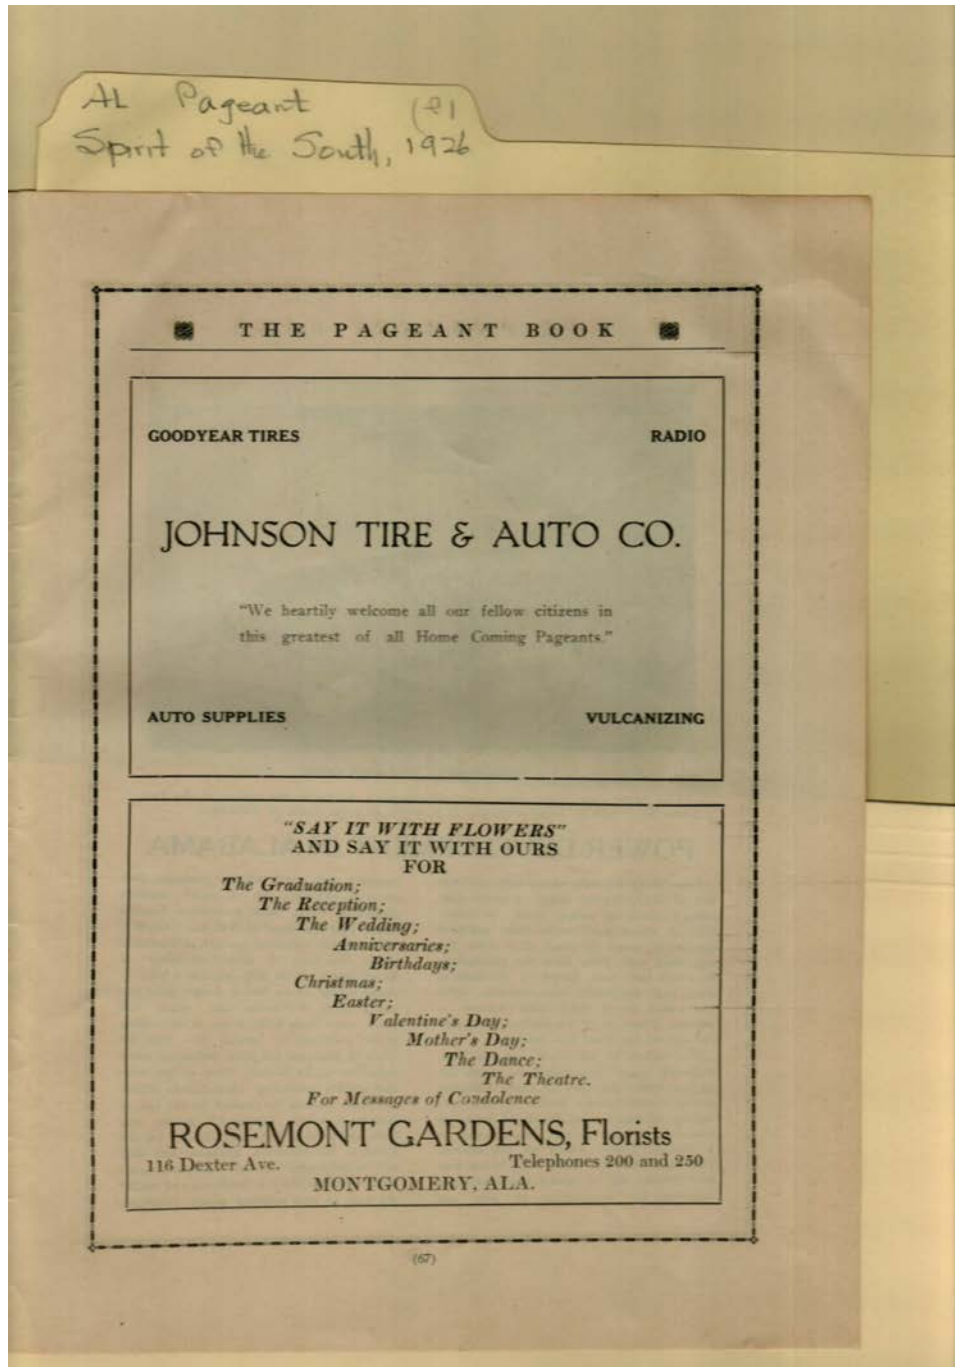 AL Pageant
Spirit of the South, 1926
THE PAGEANT BOOK
GOODYEAR TIRES RADIO
JOHNSON TIRE & AUTO CO.
"We heartily welcome all our fellow citizens in
this greatest of all Home Coming Pageants."
AUTO SUPPLIES VULCANIZING
"SAY IT WITH FLOWERS"
AND SAY IT WITH OURS
FOR
The Graduation;
The Reception;
The Wedding;
Anniversaries;
Birthdays;
Christmas;
Easter;
Valentine's Day;
Mother's Day;
The Dance;
The Theatre.
For Messages of Condolence
ROSEMONT GARDENS, Florists
116 Dexter Ave. Telephones 200 and 250
MONTGOMERY, ALA.
(67)